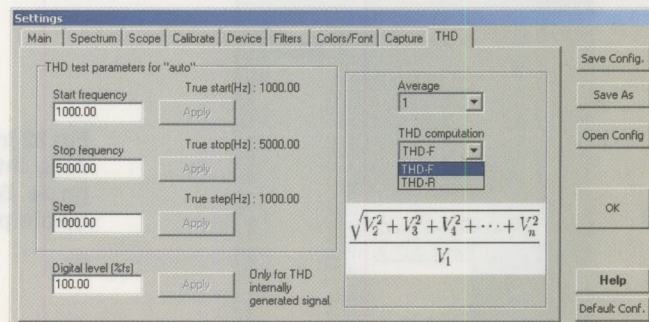 Settings
Main Spectrum Scope Calibrate Device Filters Colors/Font Capture THD
THD test parameters for "auto"
Start frequency
True start(Hz) : 1000.00
1000.00
Apply
Stop fequency
True stop(Hz) : 5000.00
5000.00
Apply
Step
True step(Hz) : 1000.00
1000.00
Apply
Digital level (%fs)
100.00
Apply
Only for THD
internally
generated signal.
Average
1
THD computation
THD-F
THD-F
THD-R
√V₂² + V₃² + V₄² + ··· + Vₙ²
V₁
Save Config.
Save As
Open Config
OK
Help
Default Conf.